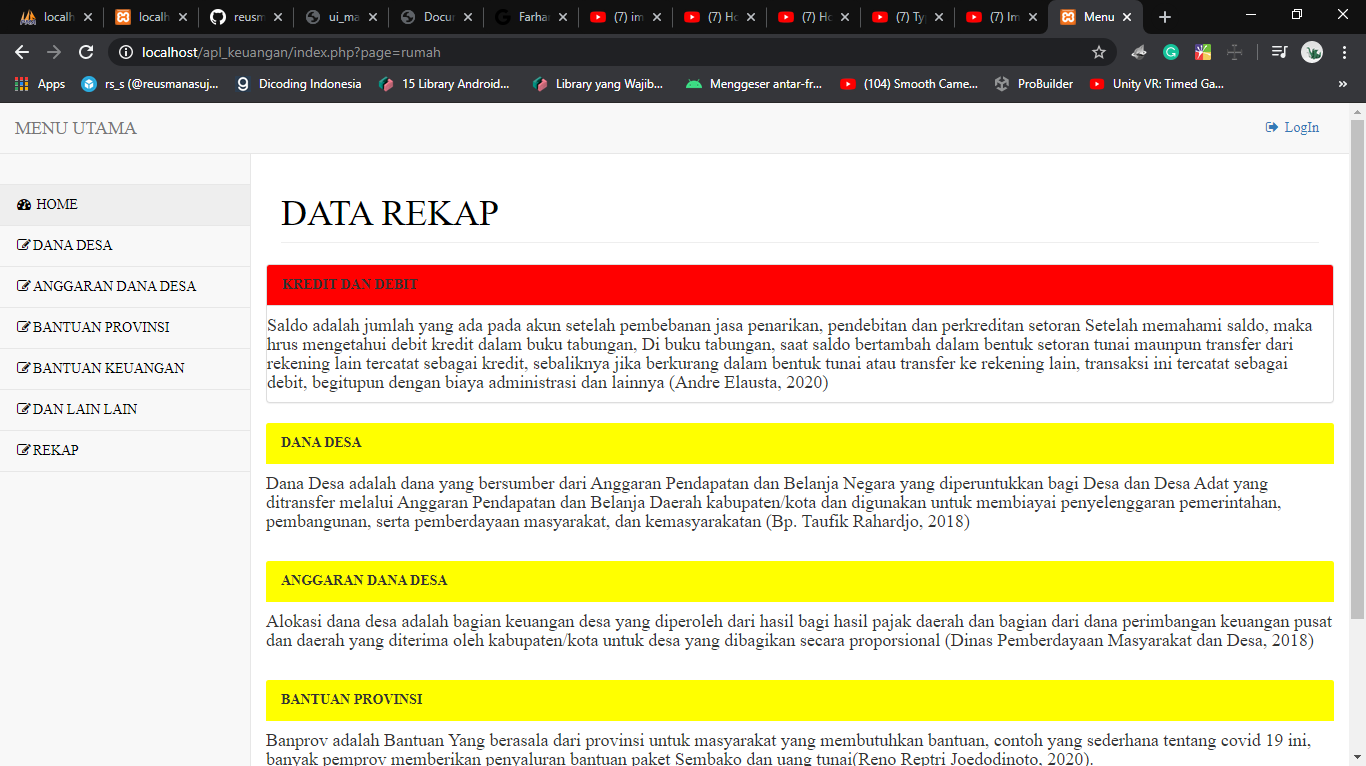 localh
localh
reusm
ui_ma
Docur
Farha
(7) im
(7) Ho
(7) Ho
(7) Ty
(7) Im
Menu
localhost/apl_keuangan/index.php?page=rumah
Apps
rs_s (@reusmanasuj...
Dicoding Indonesia
15 Library Android...
Library yang Wajib...
Menggeser antar-fr...
(104) Smooth Came...
ProBuilder
Unity VR: Timed Ga...
»
MENU UTAMA
LogIn
HOME
DANA DESA
ANGGARAN DANA DESA
BANTUAN PROVINSI
BANTUAN KEUANGAN
DAN LAIN LAIN
REKAP
DATA REKAP
KREDIT DAN DEBIT
Saldo adalah jumlah yang ada pada akun setelah pembebanan jasa penarikan, pendebitan dan perkreditan setoran Setelah memahami saldo, maka
hrus mengetahui debit kredit dalam buku tabungan, Di buku tabungan, saat saldo bertambah dalam bentuk setoran tunai maunpun transfer dari
rekening lain tercatat sebagai kredit, sebaliknya jika berkurang dalam bentuk tunai atau transfer ke rekening lain, transaksi ini tercatat sebagai
debit, begitupun dengan biaya administrasi dan lainnya (Andre Elausta, 2020)
DANA DESA
Dana Desa adalah dana yang bersumber dari Anggaran Pendapatan dan Belanja Negara yang diperuntukkan bagi Desa dan Desa Adat yang
ditransfer melalui Anggaran Pendapatan dan Belanja Daerah kabupaten/kota dan digunakan untuk membiayai penyelenggaran pemerintahan,
pembangunan, serta pemberdayaan masyarakat, dan kemasyarakatan (Bp. Taufik Rahardjo, 2018)
ANGGARAN DANA DESA
Alokasi dana desa adalah bagian keuangan desa yang diperoleh dari hasil bagi hasil pajak daerah dan bagian dari dana perimbangan keuangan pusat
dan daerah yang diterima oleh kabupaten/kota untuk desa yang dibagikan secara proporsional (Dinas Pemberdayaan Masyarakat dan Desa, 2018)
BANTUAN PROVINSI
Banprov adalah Bantuan Yang berasala dari provinsi untuk masyarakat yang membutuhkan bantuan, contoh yang sederhana tentang covid 19 ini,
banyak pemprov memberikan penyaluran bantuan paket Sembako dan uang tunai(Reno Reptri Joedodinoto, 2020).